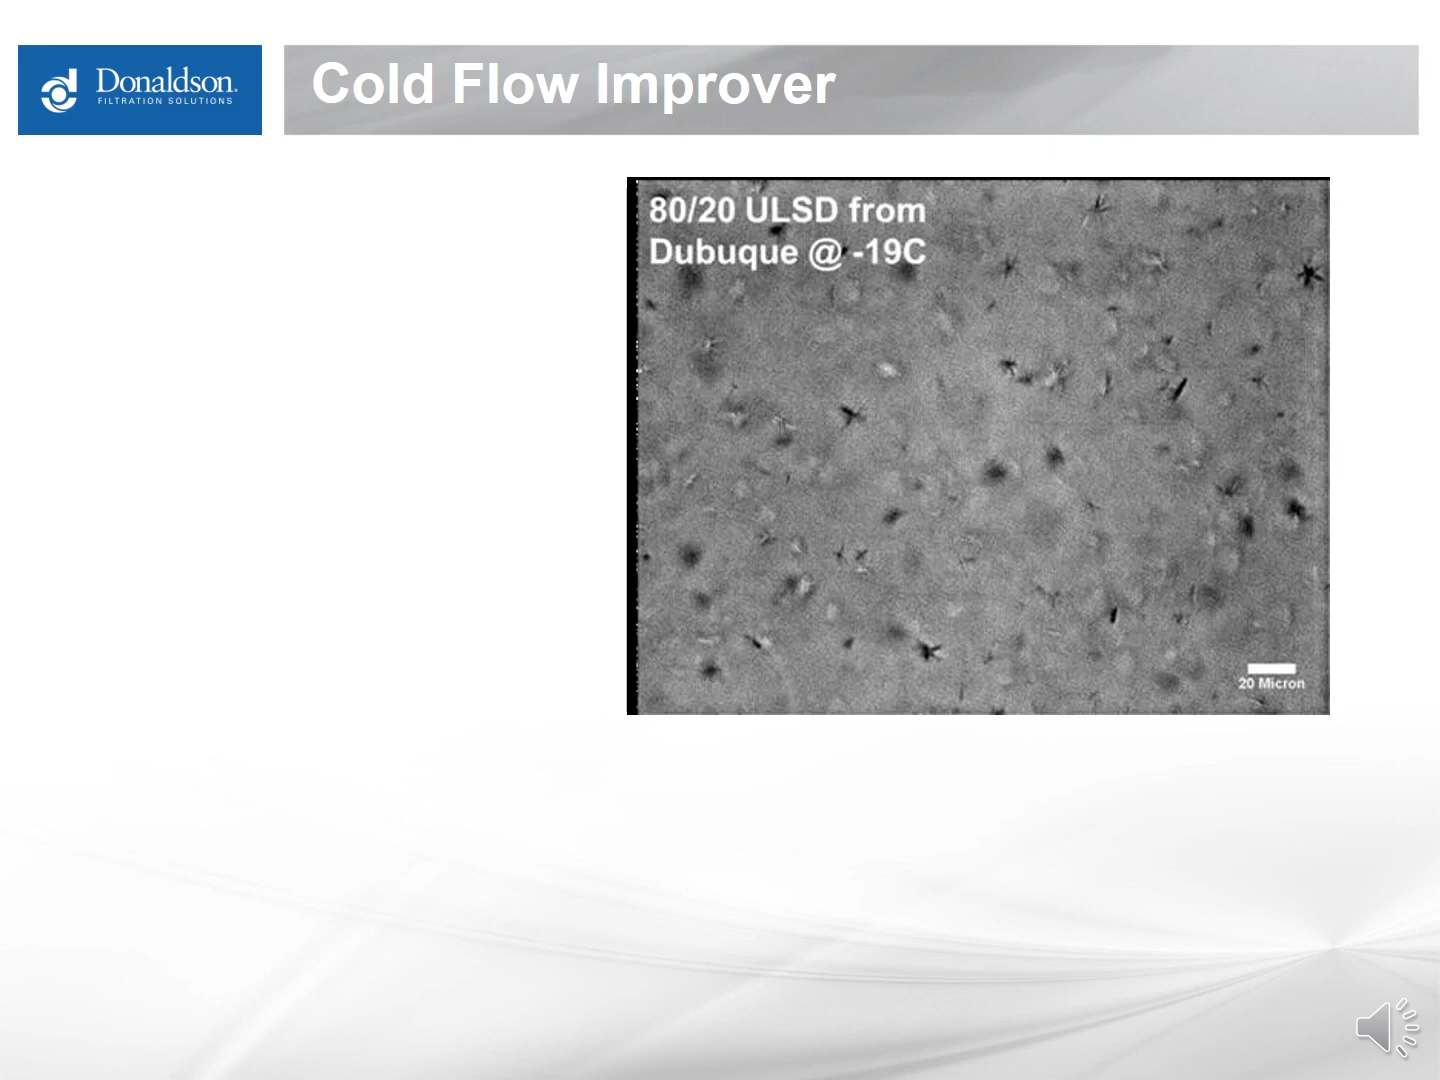 Donaldson.
FILTRATION SOLUTIONS
Cold Flow Improver
80/20 ULSD from
Dubuque @ -19C
20 Micron